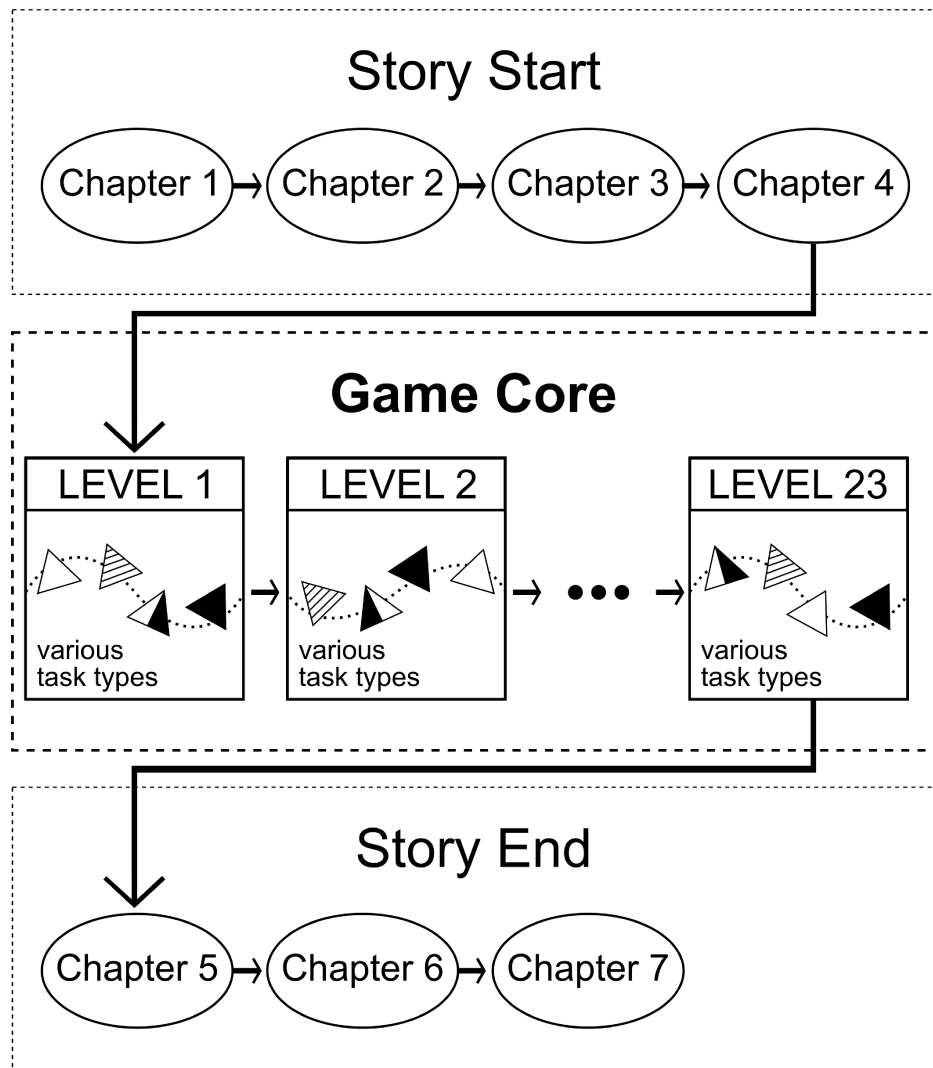 Story Start
Chapter 1
Chapter 2
Chapter 3
Chapter 4
Game Core
LEVEL 1
LEVEL 2
LEVEL 23
various
task types
various
task types
•••
various
task types
Story End
Chapter 5
Chapter 6
Chapter 7